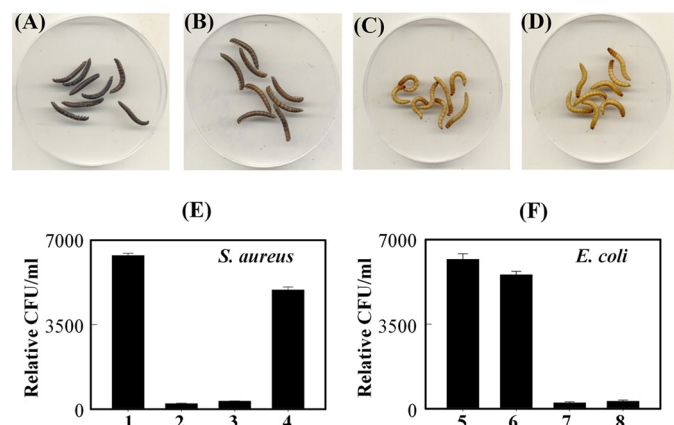 (A)
(B)
(C)
(D)
(E)
(F)
7000
S. aureus
Relative CFU/ml
3500
0
1 2 3 4
7000
E. coli
Relative CFU/ml
3500
0
5 6 7 8